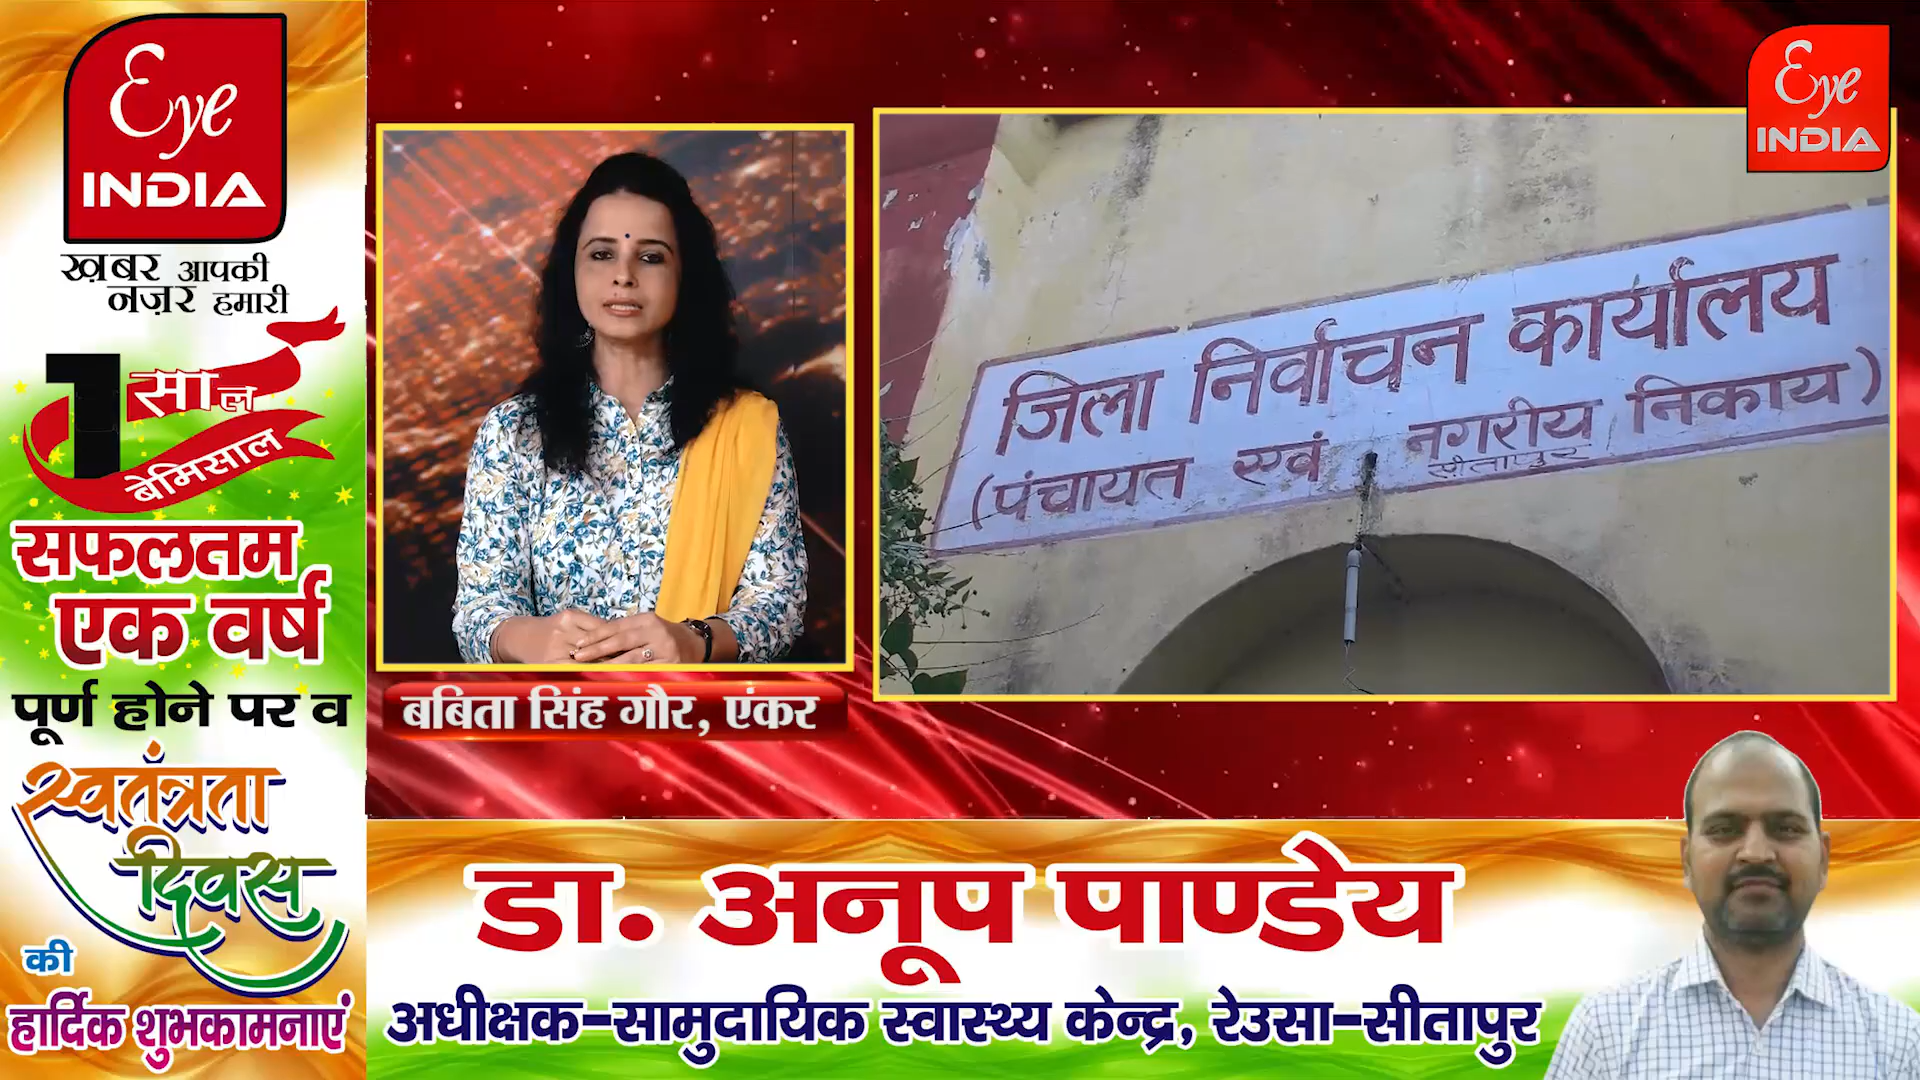 Eye
INDIA
ख़बर आपकी
नज़र हमारी
1 साल
बेमिसाल
सफलतम
एक वर्ष
पूर्ण होने पर व
स्वतंत्रता
दिवस
की
हार्दिक शुभकामनाएं
बबिता सिंह गौर, एंकर
Eye
INDIA
जिला निर्वाचन कार्यालय
(पंचायत एवं नगरीय निकाय)
सीतापुर
डा. अनूप पाण्डेय
अधीक्षक-सामुदायिक स्वास्थ्य केन्द्र, रेउसा-सीतापुर